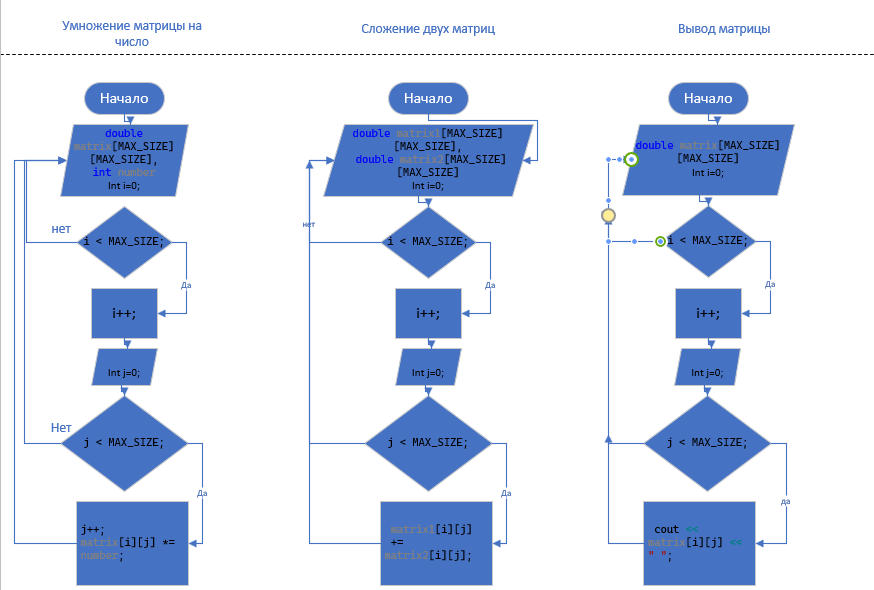 Умножение матрицы на
число
Начало
double
matrix[MAX_SIZE]
[MAX_SIZE],
int number
Int i=0;
нет
i < MAX_SIZE;
Да
i++;
Int j=0;
Нет
j < MAX_SIZE;
Да
j++;
matrix[i][j] *=
number;
Сложение двух матриц
Начало
double matrix1[MAX_SIZE]
[MAX_SIZE],
double matrix2[MAX_SIZE]
[MAX_SIZE]
Int i=0;
нет
i < MAX_SIZE;
Да
i++;
Int j=0;
j < MAX_SIZE;
Да
matrix1[i][j]
+=
matrix2[i][j];
Вывод матрицы
Начало
double matrix[MAX_SIZE]
[MAX_SIZE]
Int i=0;
i < MAX_SIZE;
Да
i++;
Int j=0;
j < MAX_SIZE;
да
cout <<
matrix[i][j] <<
" ";